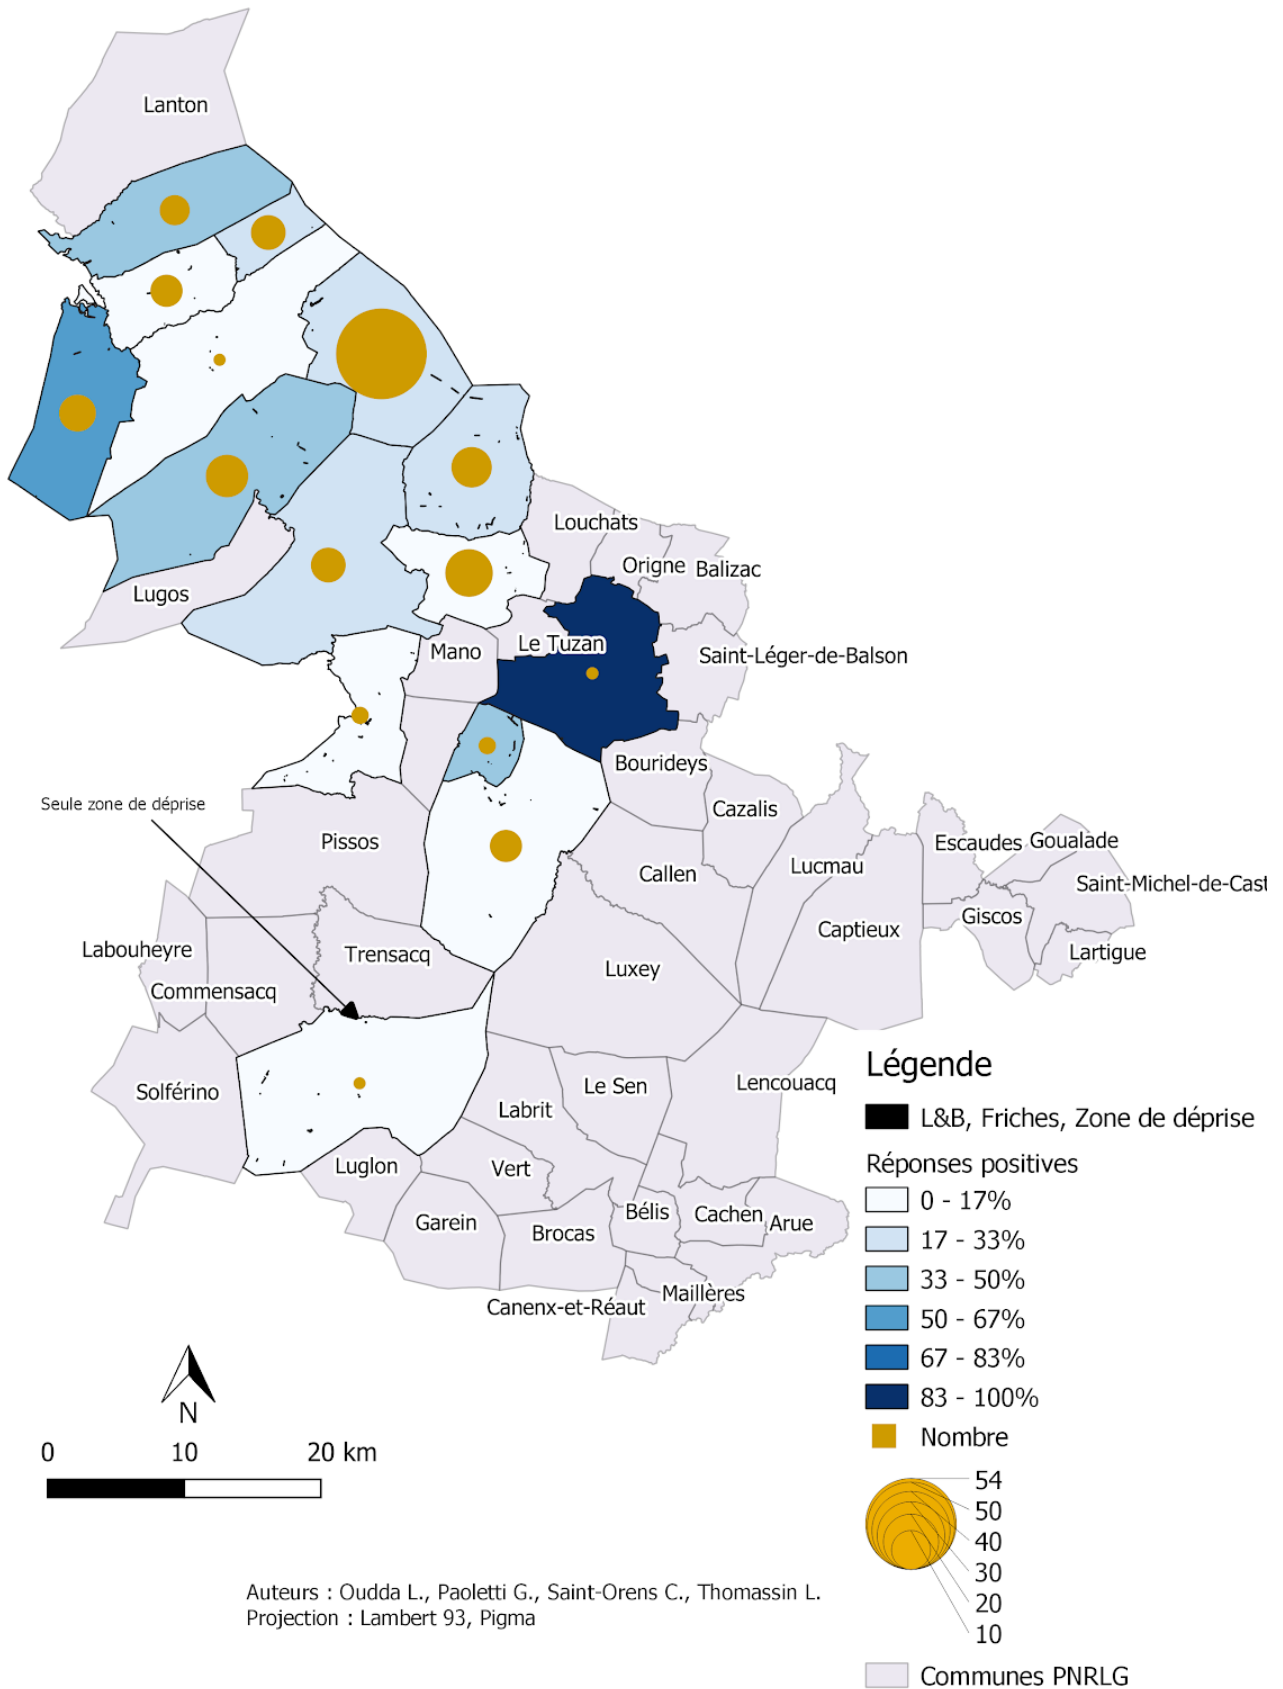 Lanton
Louchats
Origne
Balizac
Lugos
Le Tuzan
Mano
Saint-Léger-de-Balson
Bourideys
Seule zone de déprise
Cazalis
Pissos
Escaudes
Goualade
Lucmau
Callen
Saint-Michel-de-Cast
Giscos
Captieux
Labouheyre
Trensacq
Lartigue
Luxey
Commensacq
Solférino
Le Sen
Lencouacq
Labrit
Luglon
Vert
Bélis
Cachen
Arue
Garein
Brocas
Maillères
Canenx-et-Réaut
Légende
L&B, Friches, Zone de déprise
Réponses positives
0 - 17%
17 - 33%
33 - 50%
50 - 67%
67 - 83%
83 - 100%
Nombre
54
50
40
30
20
10
Communes PNRLG
N
0 10 20 km
Auteurs : Oudda L., Paoletti G., Saint-Orens C., Thomassin L.
Projection : Lambert 93, Pigma